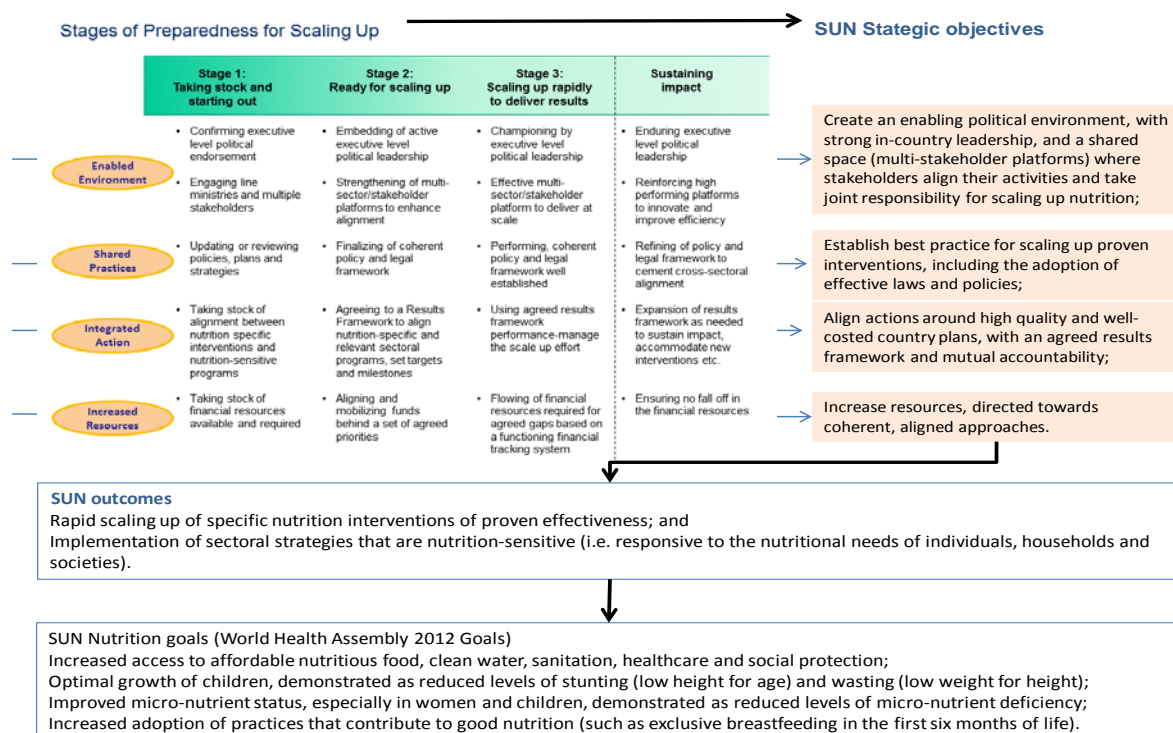 Stages of Preparedness for Scaling Up
SUN Stategic objectives
Stage 1:
Taking stock and
starting out
Stage 2:
Ready for scaling up
Stage 3:
Scaling up rapidly
to deliver results
Sustaining
impact
Enabled
Environment
• Confirming executive
level political
endorsement
• Engaging line
ministries and multiple
stakeholders
• Embedding of active
executive level
political leadership
• Strengthening of multi-
sector/stakeholder
platforms to enhance
alignment
• Championing by
executive level
political leadership
• Effective multi-
sector/stakeholder
platform to deliver at
scale
• Enduring executive
level political
leadership
• Reinforcing high
performing platforms
to innovate and
improve efficiency
Create an enabling political environment, with
strong in-country leadership, and a shared
space (multi-stakeholder platforms) where
stakeholders align their activities and take
joint responsibility for scaling up nutrition;
Shared
Practices
• Updating or reviewing
policies, plans and
strategies
• Finalizing of coherent
policy and legal
framework
• Performing, coherent
policy and legal
framework well
established
• Refining of policy and
legal framework to
cement cross-sectoral
alignment
Establish best practice for scaling up proven
interventions, including the adoption of
effective laws and policies;
Integrated
Action
• Taking stock of
alignment between
nutrition specific
interventions and
nutrition-sensitive
programs
• Agreeing to a Results
Framework to align
nutrition-specific and
relevant sectoral
programs, set targets
and milestones
• Using agreed results
framework
performance-manage
the scale up effort
• Expansion of results
framework as needed
to sustain impact,
accommodate new
interventions etc.
Align actions around high quality and well-
costed country plans, with an agreed results
framework and mutual accountability;
Increased
Resources
• Taking stock of
financial resources
available and required
• Aligning and
mobilizing funds
behind a set of agreed
priorities
• Flowing of financial
resources required for
agreed gaps based on
a functioning financial
tracking system
• Ensuring no fall off in
the financial resources
Increase resources, directed towards
coherent, aligned approaches.
SUN outcomes
Rapid scaling up of specific nutrition interventions of proven effectiveness; and
Implementation of sectoral strategies that are nutrition-sensitive (i.e. responsive to the nutritional needs of individuals, households and
societies).
SUN Nutrition goals (World Health Assembly 2012 Goals)
Increased access to affordable nutritious food, clean water, sanitation, healthcare and social protection;
Optimal growth of children, demonstrated as reduced levels of stunting (low height for age) and wasting (low weight for height);
Improved micro-nutrient status, especially in women and children, demonstrated as reduced levels of micro-nutrient deficiency;
Increased adoption of practices that contribute to good nutrition (such as exclusive breastfeeding in the first six months of life).